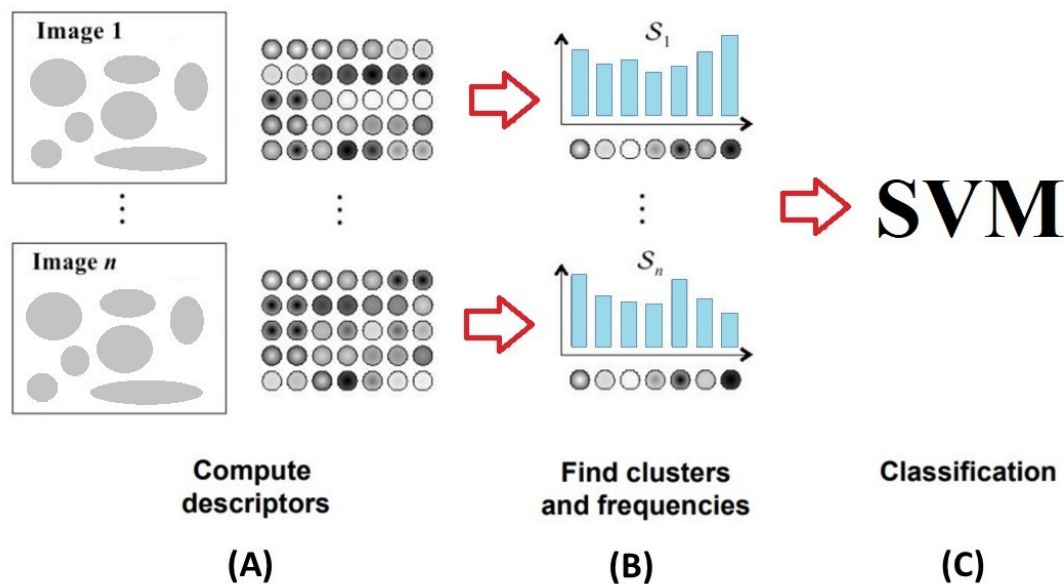 Image 1
S1
⋮
⋮
⋮
SVM
Image n
Sn
Compute
descriptors
Find clusters
and frequencies
Classification
(A)
(B)
(C)